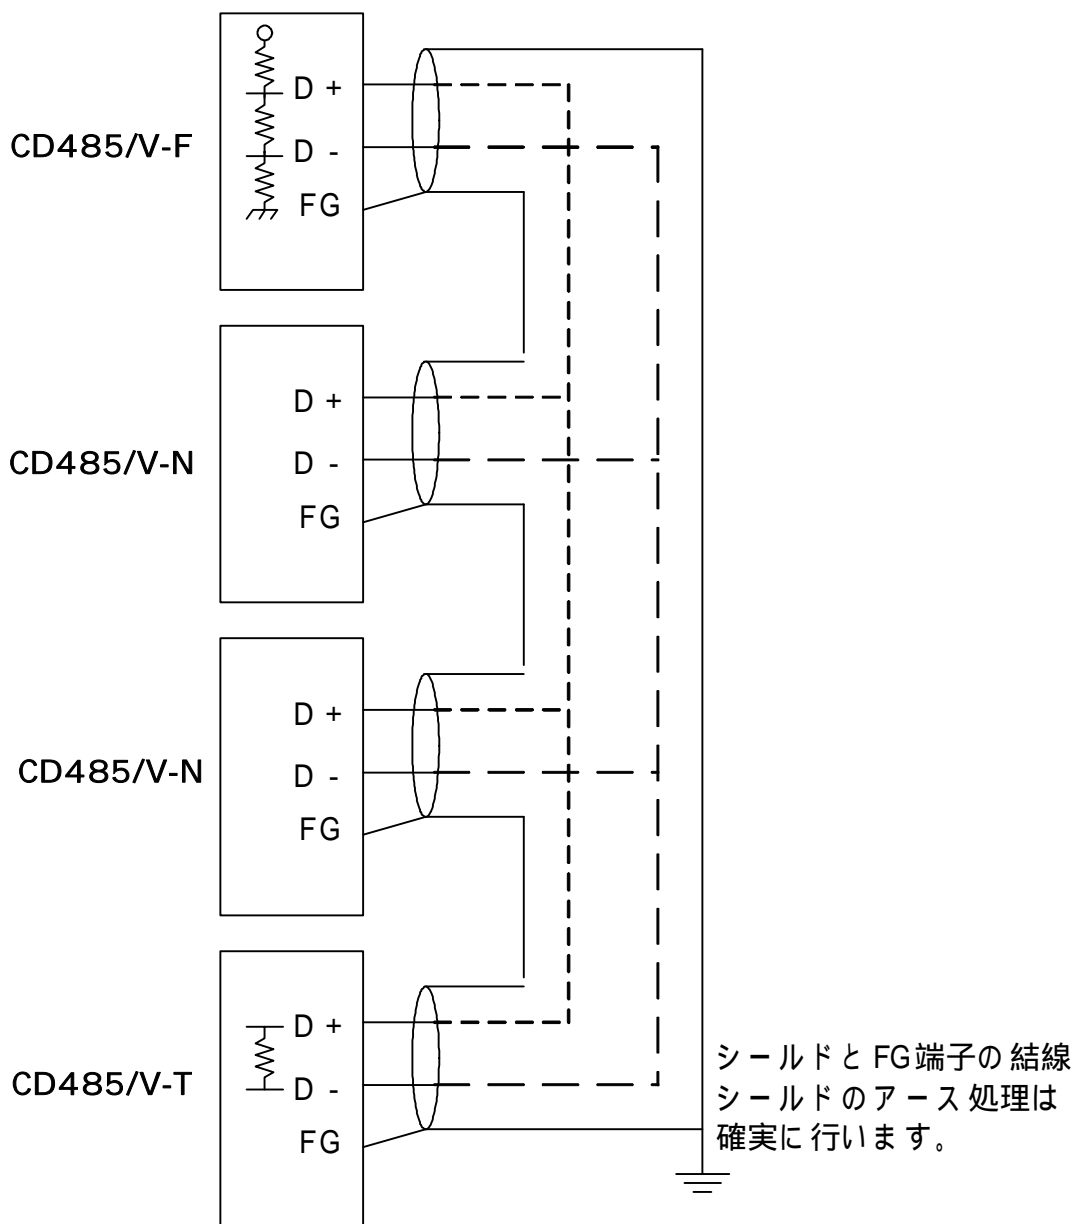 D +
CD485/V-F
D -
FG
D +
CD485/V-N
D -
FG
D +
CD485/V-N
D -
FG
D +
CD485/V-T
D -
FG
シールドとFG端子の結線
シールドのアース処理は
確実に行います。